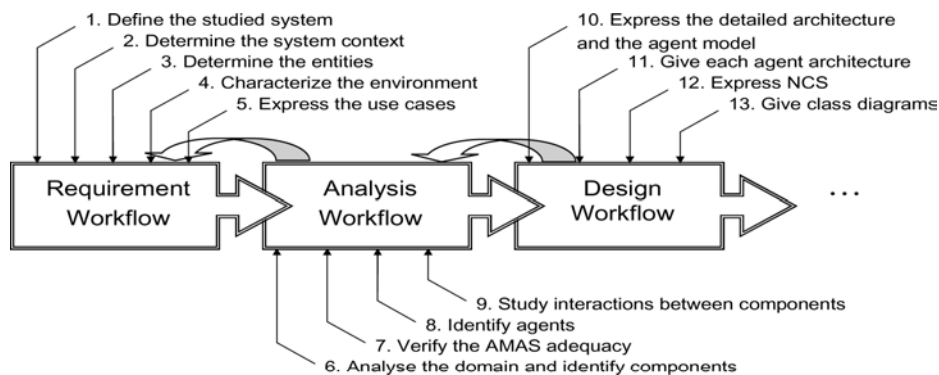 1. Define the studied system
2. Determine the system context
3. Determine the entities
4. Characterize the environment
5. Express the use cases
10. Express the detailed architecture
and the agent model
11. Give each agent architecture
12. Express NCS
13. Give class diagrams
Requirement
Workflow
Analysis
Workflow
Design
Workflow
...
9. Study interactions between components
8. Identify agents
7. Verify the AMAS adequacy
6. Analyse the domain and identify components